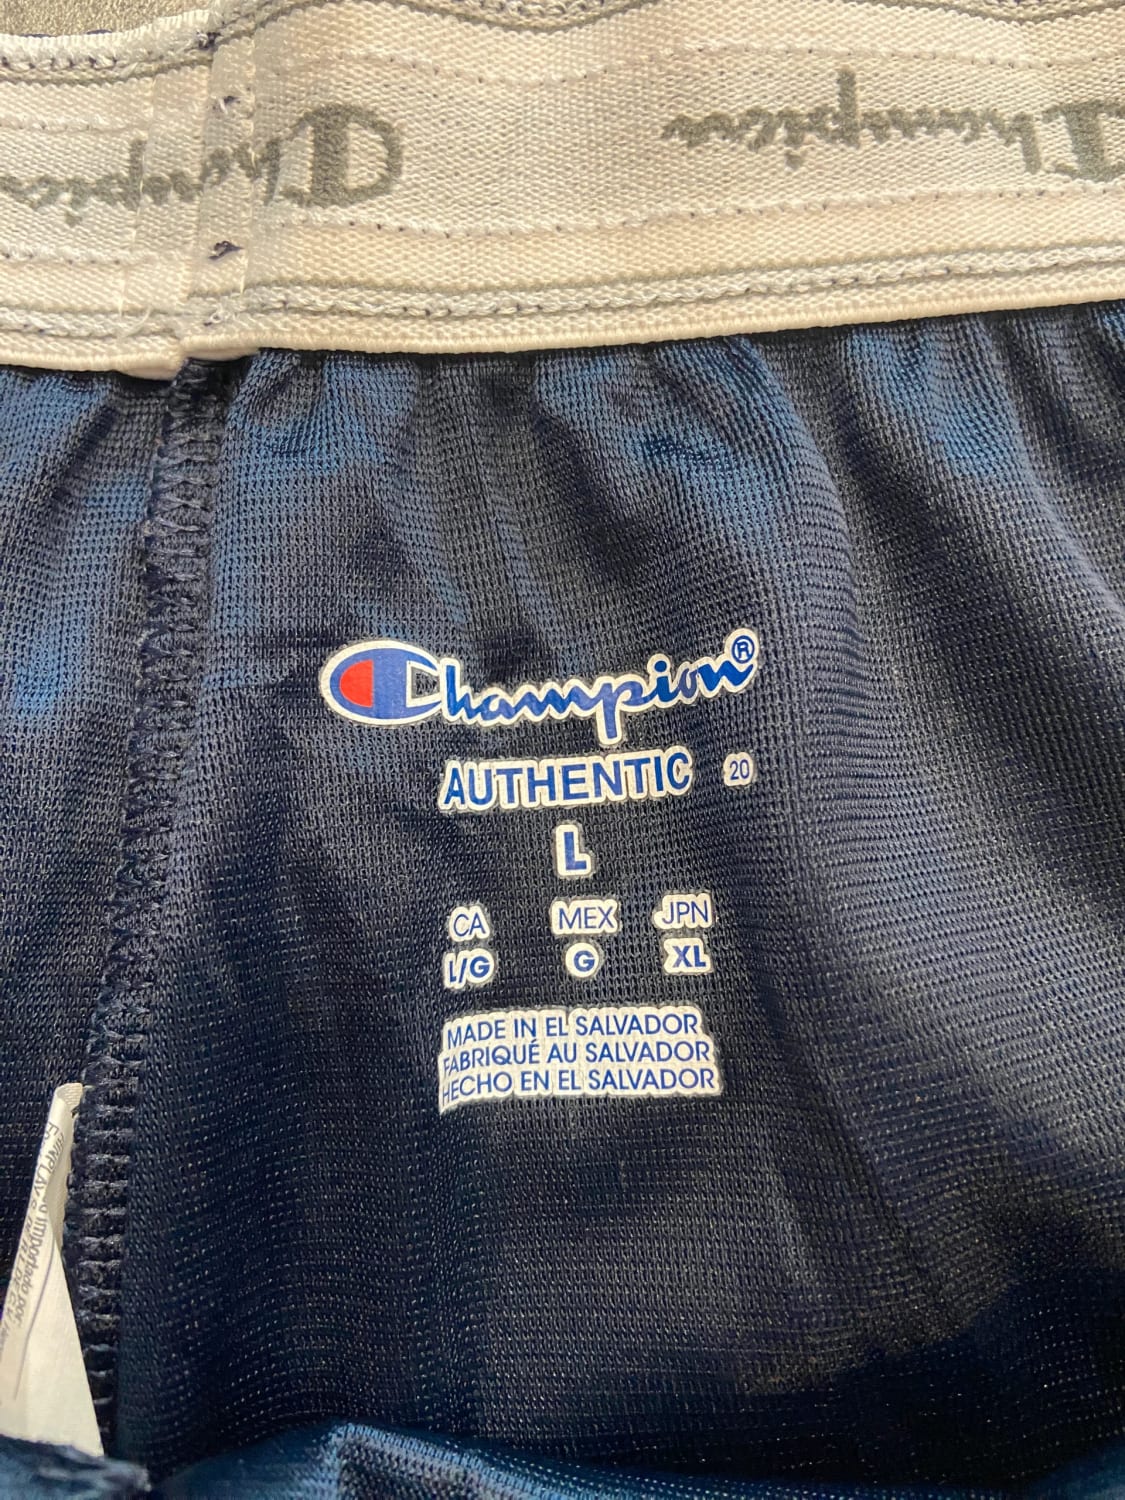 Champion Champion
Champion®
AUTHENTIC 20
L
CA MEX JPN
L/G G XL
MADE IN EL SALVADOR
FABRIQUÉ AU SALVADOR
HECHO EN EL SALVADOR